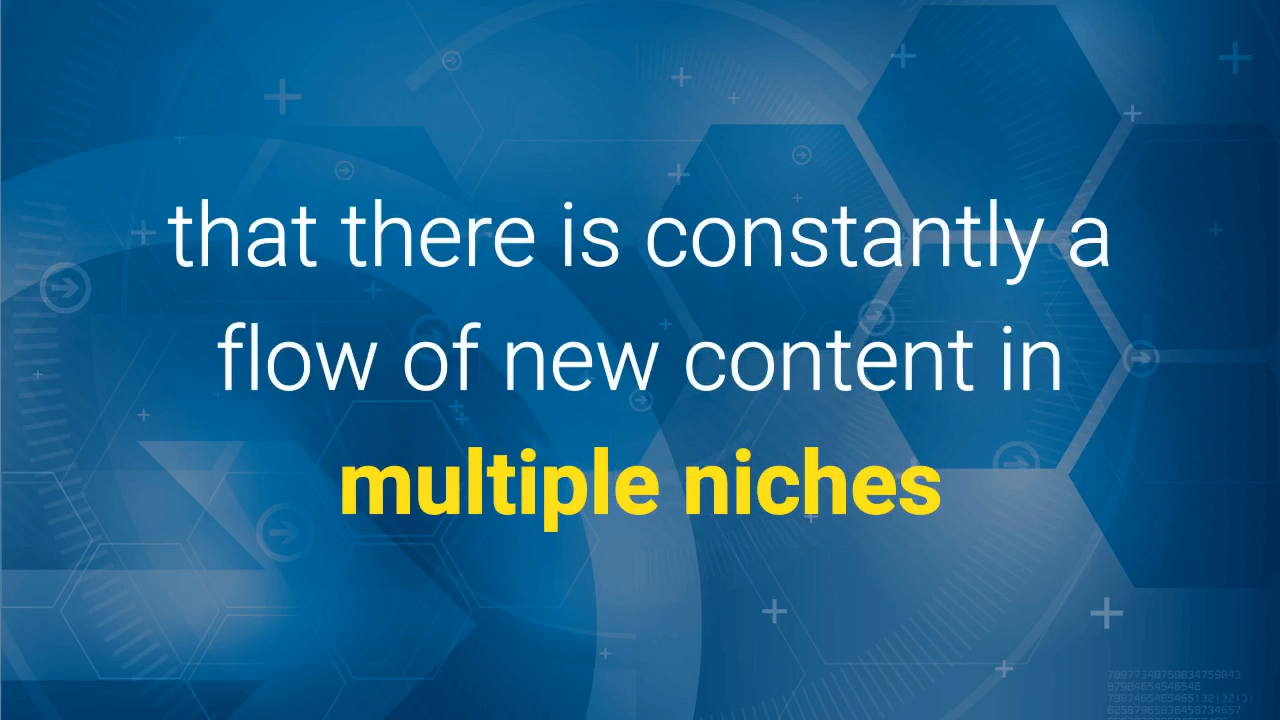 that there is constantly a
flow of new content in
multiple niches